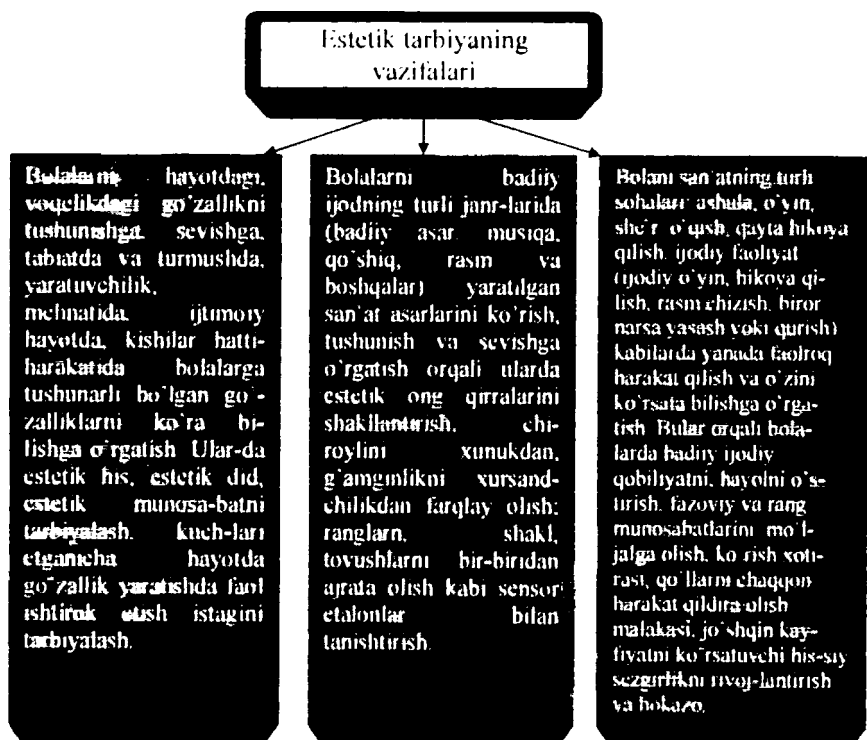 Estetik tarbiyaning
vazifalari
Bolalarni hayotdagi,
voqelikdagi go`zallikni
tushunishga, sevishga,
tabiatda va turmushda,
yaratuvchilik,
mehnatida, ijtimoiy
hayotda, kishilar hatti-
harakatida bolalarga
tushunarli bo`lgan go`-
zalliklarni ko`ra bi-
lishga o`rgatish Ular-da
estetik his, estetik did,
estetik munosa-batni
tarbiyalash, kuch-lari
etgancha hayotda
go`zallik yaratishda faol
ishtirok etish istagini
tarbiyalash.
Bolalarni badiiy
ijodning turli janr-larida
(badiiy asar, musiqa,
qo`shiq, rasm va
boshqalar) yaratilgan
san`at asarlarini ko`rish,
tushunish va sevishga
o`rgatish orqali ularda
estetik ong qirralarini
shakllantirish, chi-
roylini xunukdan,
g`amginlikni xursand-
chilikdan farqlay olish;
ranglarn, shakl,
tovushlarni bir-biridan
ajrata olish kabi sensor
etalonlar bilan
tanishtirish.
Bolani san`atning turli
sohalari: ashula, o`yin,
she`r o`qish, qayta hikoya
qilish, ijodiy faoliyat
(ijodiy o`yin, hikoya qi-
lish, rasm chizish, biror
narsa yasash yoki qurish)
kabilarda yanada faolroq
harakat qilish va o`zini
ko`rsata bilishga o`rga-
tish. Bular orqali bola-
larda badiiy ijodiy
qobiliyatni, hayolni o`s-
tirish, fazoviy va rang
munosabatlarini mo`l-
jalga olish, ko`rish xoti-
rasi, qo`llarni chaqqon
harakat qildira olish
malakasi, jo`shqin kay-
fiyatni ko`rsatuvchi his-siy
sezgirlikni rivoj-lantirish
va hokazo.